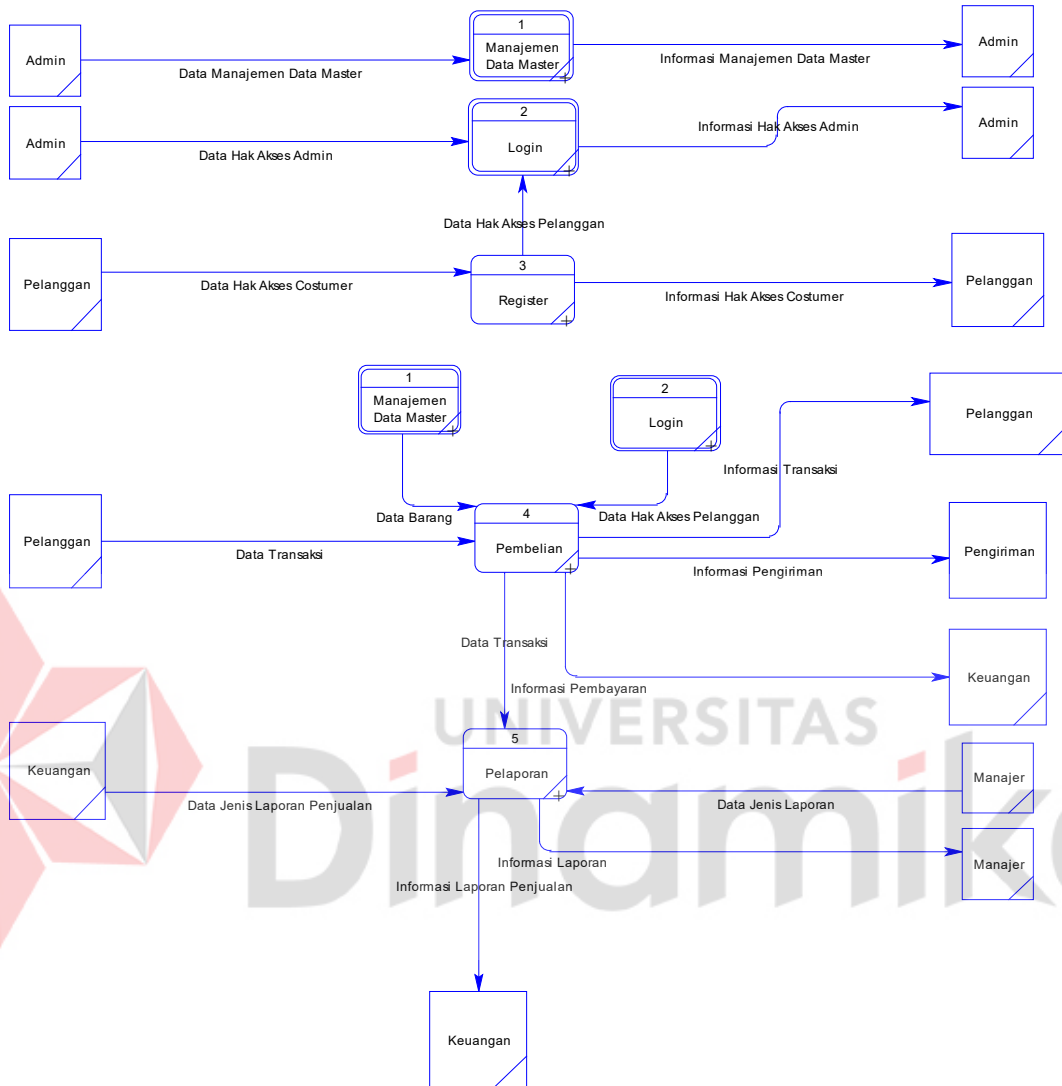 1
Admin
Manajemen
Data Master
Admin
Data Manajemen Data Master
Informasi Manajemen Data Master
2
Admin
Login
Admin
Data Hak Akses Admin
Informasi Hak Akses Admin
Data Hak Akses Pelanggan
3
Pelanggan
Register
Pelanggan
Data Hak Akses Costumer
Informasi Hak Akses Costumer
1
Manajemen
Data Master
2
Login
Pelanggan
Informasi Transaksi
Data Barang
Data Hak Akses Pelanggan
4
Pelanggan
Pembelian
Pengiriman
Data Transaksi
Informasi Pengiriman
Data Transaksi
Keuangan
Informasi Pembayaran
UNIVERSITAS
Dinamika
5
Keuangan
Pelaporan
Manajer
Data Jenis Laporan Penjualan
Data Jenis Laporan
Informasi Laporan
Manajer
Informasi Laporan Penjualan
Keuangan